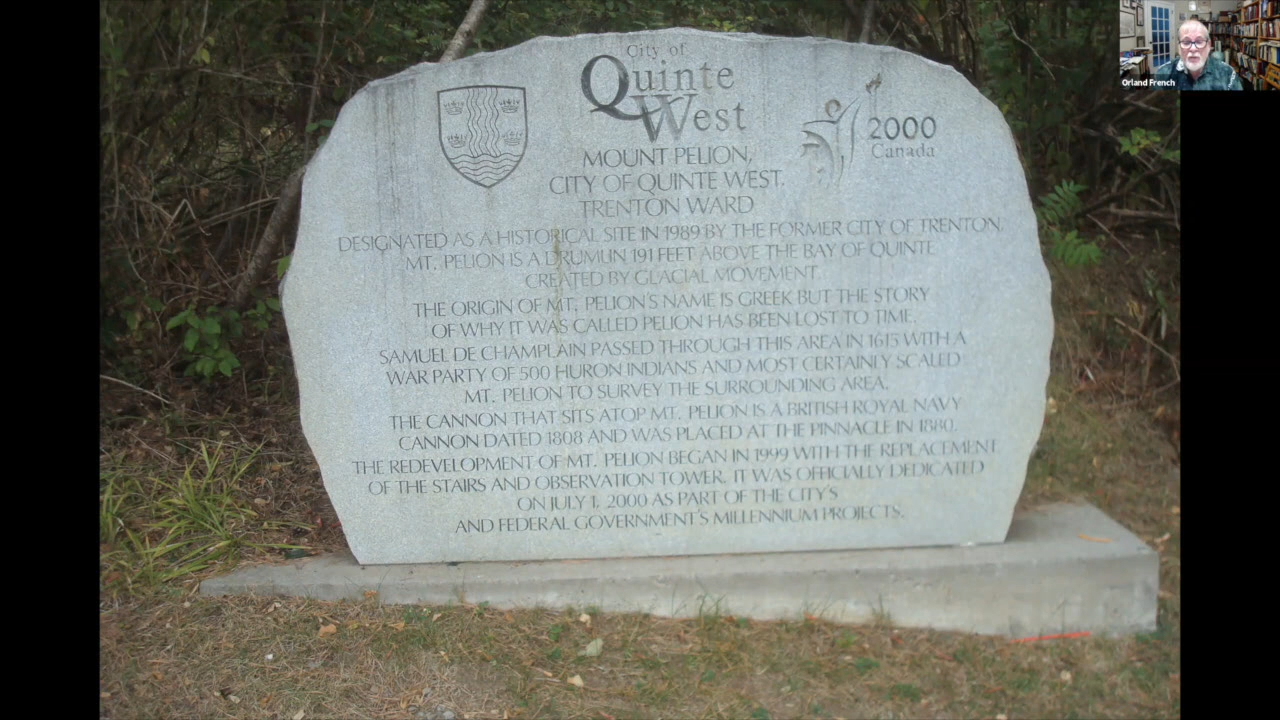 City of
Quinte
West
2000
Canada
MOUNT PELION,
CITY OF QUINTE WEST.
TRENTON WARD
DESIGNATED AS A HISTORICAL SITE IN 1989 BY THE FORMER CITY OF TRENTON.
MT. PELION IS A DRUMLIN 191 FEET ABOVE THE BAY OF QUINTE
CREATED BY GLACIAL MOVEMENT.
THE ORIGIN OF MT. PELION'S NAME IS GREEK BUT THE STORY
OF WHY IT WAS CALLED PELION HAS BEEN LOST TO TIME.
SAMUEL DE CHAMPLAIN PASSED THROUGH THIS AREA IN 1615 WITH A
WAR PARTY OF 500 HURON INDIANS AND MOST CERTAINLY SCALED
MT. PELION TO SURVEY THE SURROUNDING AREA.
THE CANNON THAT SITS ATOP MT. PELION IS A BRITISH ROYAL NAVY
CANNON DATED 1808 AND WAS PLACED AT THE PINNACLE IN 1880.
THE REDEVELOPMENT OF MT. PELION BEGAN IN 1999 WITH THE REPLACEMENT
OF THE STAIRS AND OBSERVATION TOWER. IT WAS OFFICIALLY DEDICATED
ON JULY 1, 2000 AS PART OF THE CITY'S
AND FEDERAL GOVERNMENT'S MILLENNIUM PROJECTS.
Orland French